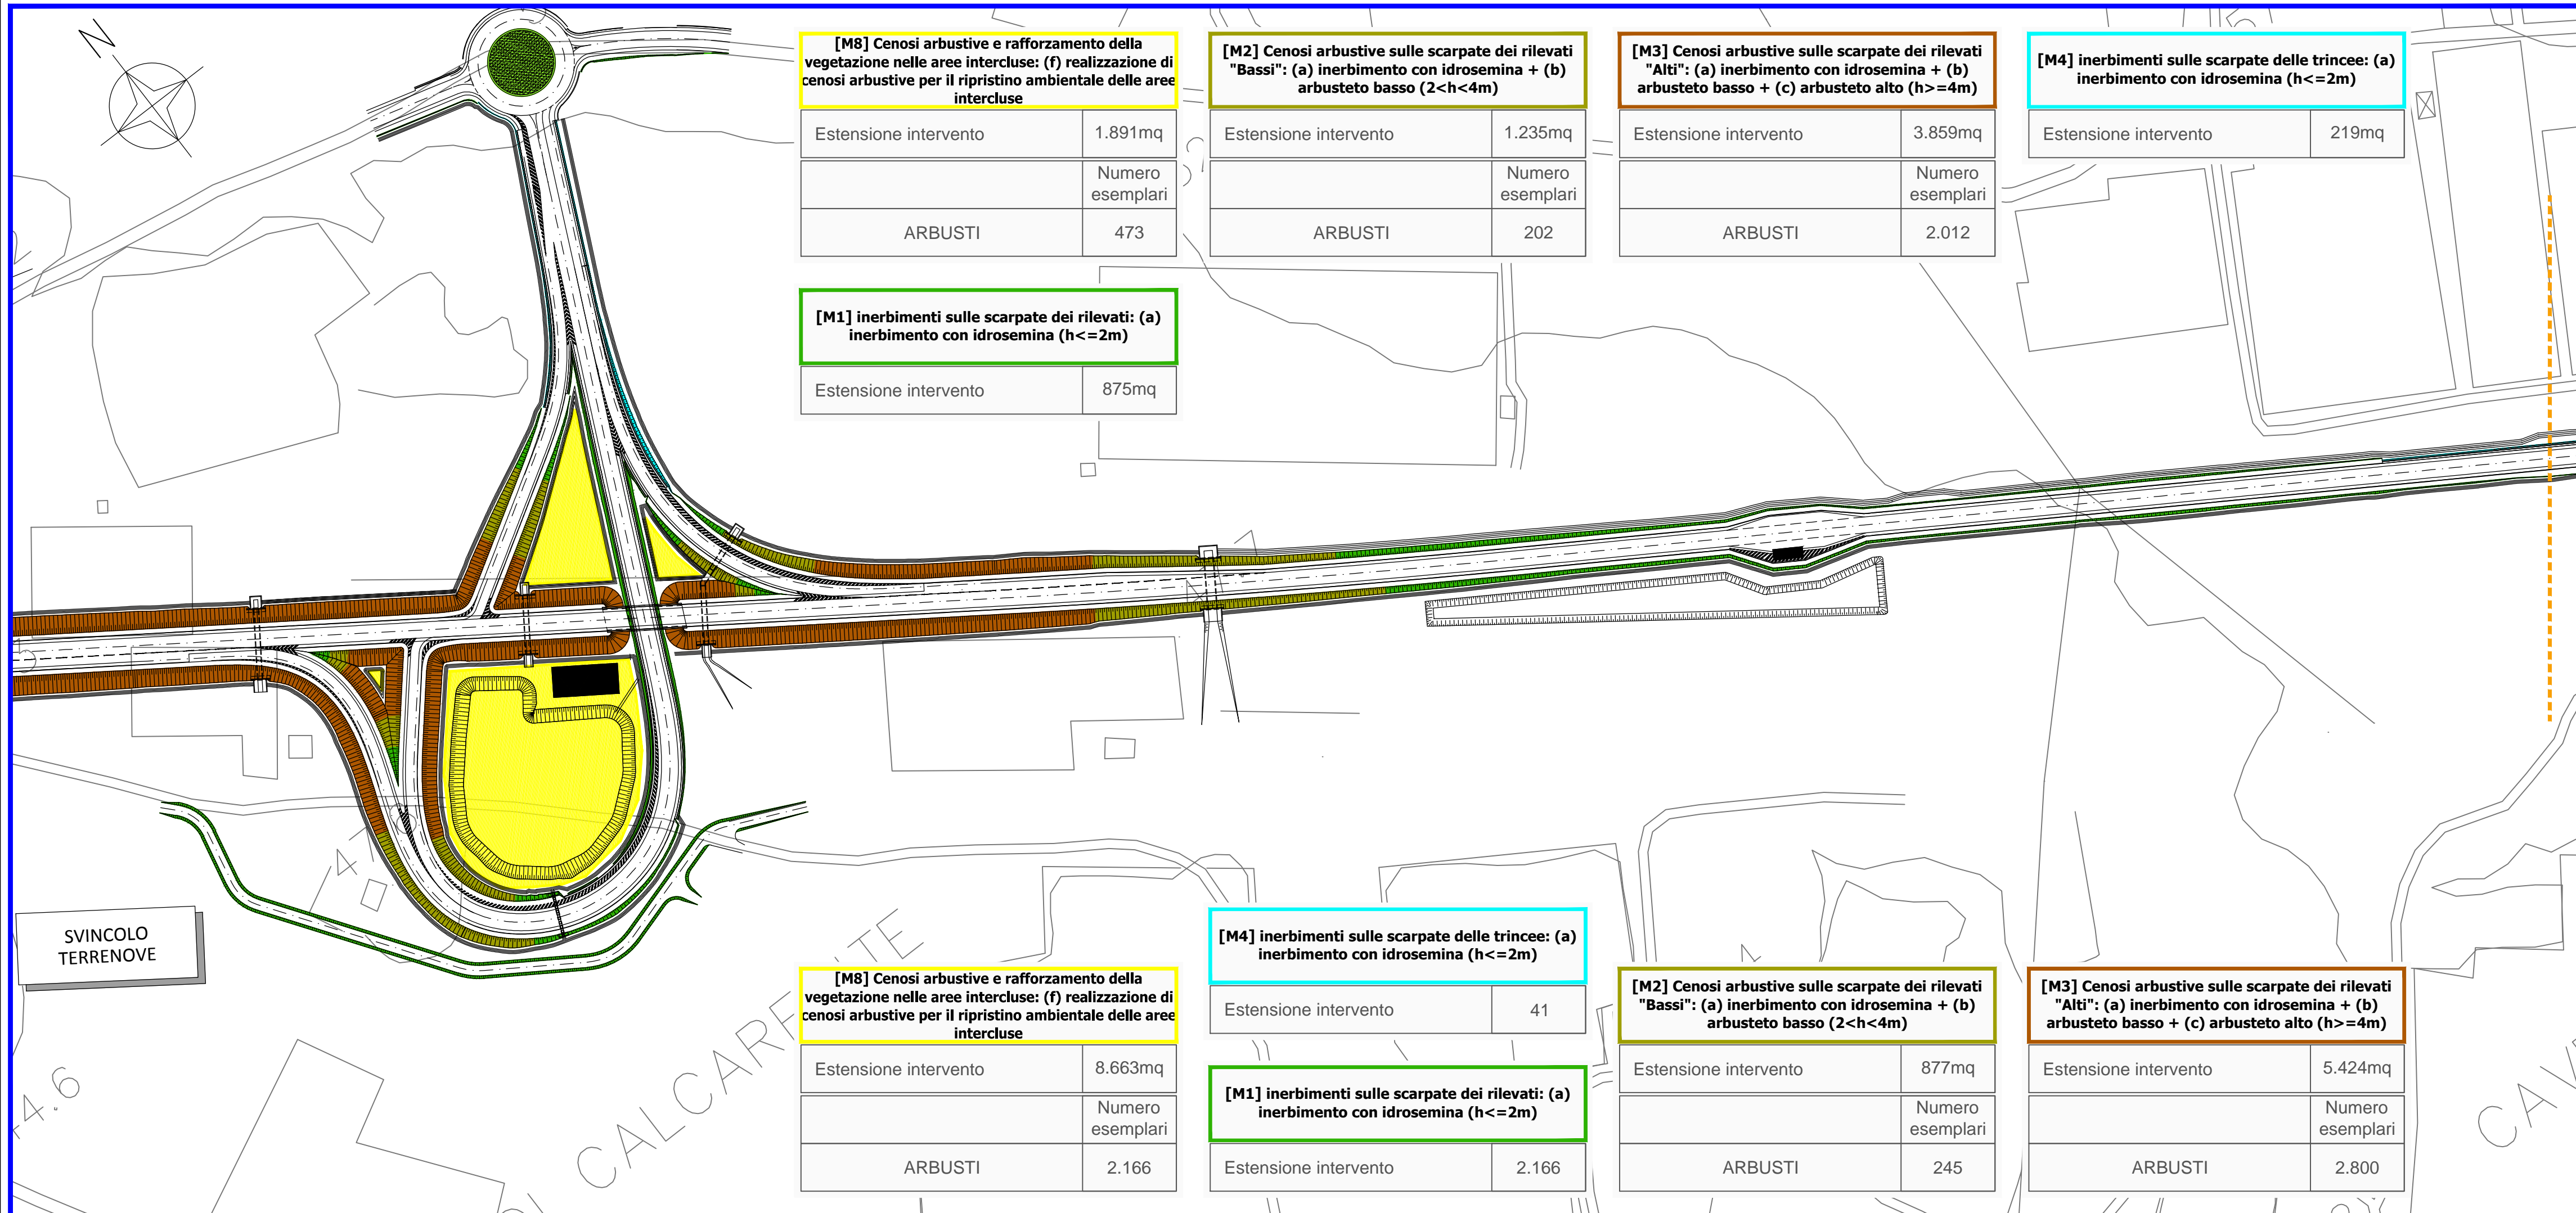 N
[M8] Cenosi arbustive e rafforzamento della
vegetazione nelle aree intercluse: (f) realizzazione di
cenosi arbustive per il ripristino ambientale delle aree
intercluse
Estensione intervento 1.891mq
Numero
esemplari
ARBUSTI 473
[M2] Cenosi arbustive sulle scarpate dei rilevati
"Bassi": (a) inerbimento con idrosemina + (b)
arbusteto basso (2<h<4m)
Estensione intervento 1.235mq
Numero
esemplari
ARBUSTI 202
[M3] Cenosi arbustive sulle scarpate dei rilevati
"Alti": (a) inerbimento con idrosemina + (b)
arbusteto basso + (c) arbusteto alto (h>=4m)
Estensione intervento 3.859mq
Numero
esemplari
ARBUSTI 2.012
[M4] inerbimenti sulle scarpate delle trincee: (a)
inerbimento con idrosemina (h<=2m)
Estensione intervento 219mq
[M1] inerbimenti sulle scarpate dei rilevati: (a)
inerbimento con idrosemina (h<=2m)
Estensione intervento 875mq
SVINCOLO
TERRENOVE
[M8] Cenosi arbustive e rafforzamento della
vegetazione nelle aree intercluse: (f) realizzazione di
cenosi arbustive per il ripristino ambientale delle aree
intercluse
Estensione intervento 8.663mq
Numero
esemplari
ARBUSTI 2.166
[M4] inerbimenti sulle scarpate delle trincee: (a)
inerbimento con idrosemina (h<=2m)
Estensione intervento 41
[M1] inerbimenti sulle scarpate dei rilevati: (a)
inerbimento con idrosemina (h<=2m)
Estensione intervento 2.166
[M2] Cenosi arbustive sulle scarpate dei rilevati
"Bassi": (a) inerbimento con idrosemina + (b)
arbusteto basso (2<h<4m)
Estensione intervento 877mq
Numero
esemplari
ARBUSTI 245
[M3] Cenosi arbustive sulle scarpate dei rilevati
"Alti": (a) inerbimento con idrosemina + (b)
arbusteto basso + (c) arbusteto alto (h>=4m)
Estensione intervento 5.424mq
Numero
esemplari
ARBUSTI 2.800
4.6
CALCARE
CAV